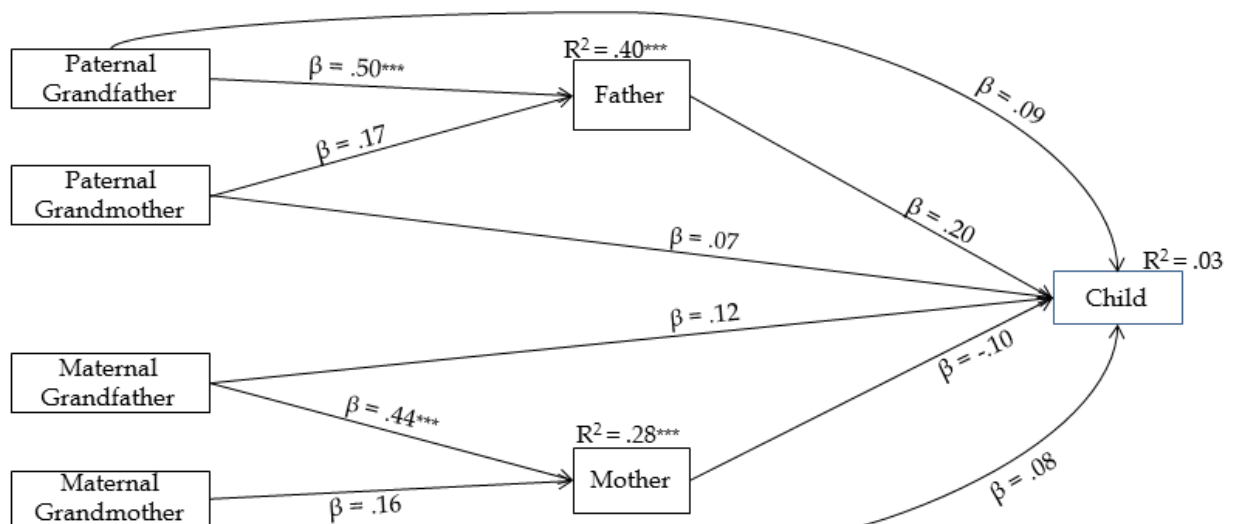 Paternal
Grandfather
β = .50***
R² = .40***
Father
β = .09
Paternal
Grandmother
β = .17
β = .20
β = .07
R² = .03
Child
β = .12
β = -.10
Maternal
Grandfather
β = .44***
R² = .28***
Mother
β = .08
Maternal
Grandmother
β = .16